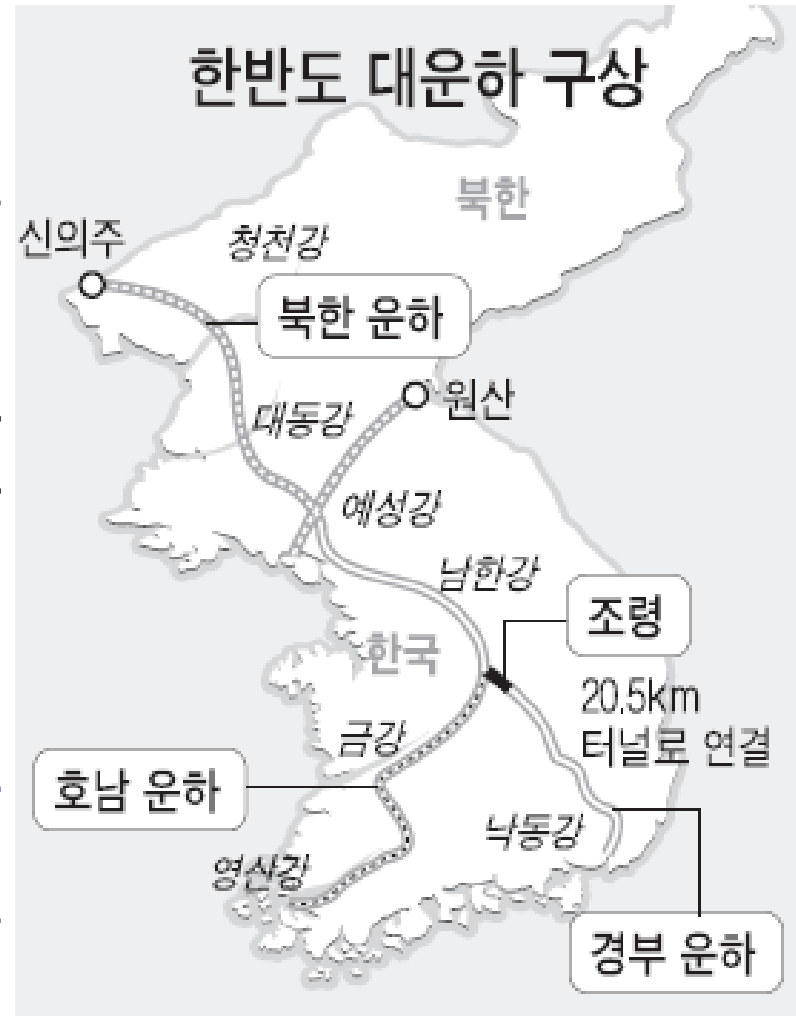 한반도 대운하 구상
북한
신의주
청천강
북한 운하
원산
대동강
예성강
남한강
조령
한국
20.5km
터널로 연결
금강
호남 운하
낙동강
영산강
경부 운하